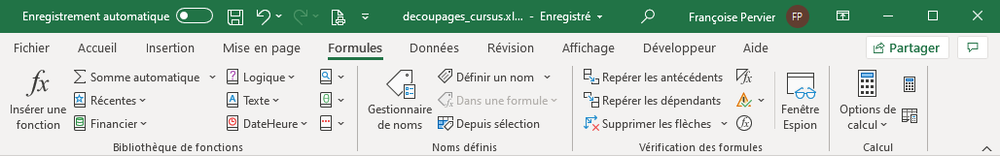 Enregistrement automatique decoupages_cursus.xl... - Enregistré Françoise Pervier FP
Fichier Accueil Insertion Mise en page Formules Données Révision Affichage Développeur Aide Partager
fx Σ Somme automatique Logique Définir un nom Repérer les antécédents fx
Insérer une fonction Récentes A Texte Gestionnaire de noms Dans une formule Repérer les dépendants Fenêtre Espion Options de calcul
Financier DateHeure θ Depuis sélection Supprimer les flèches fx
Bibliothèque de fonctions Noms définis Vérification des formules Calcul